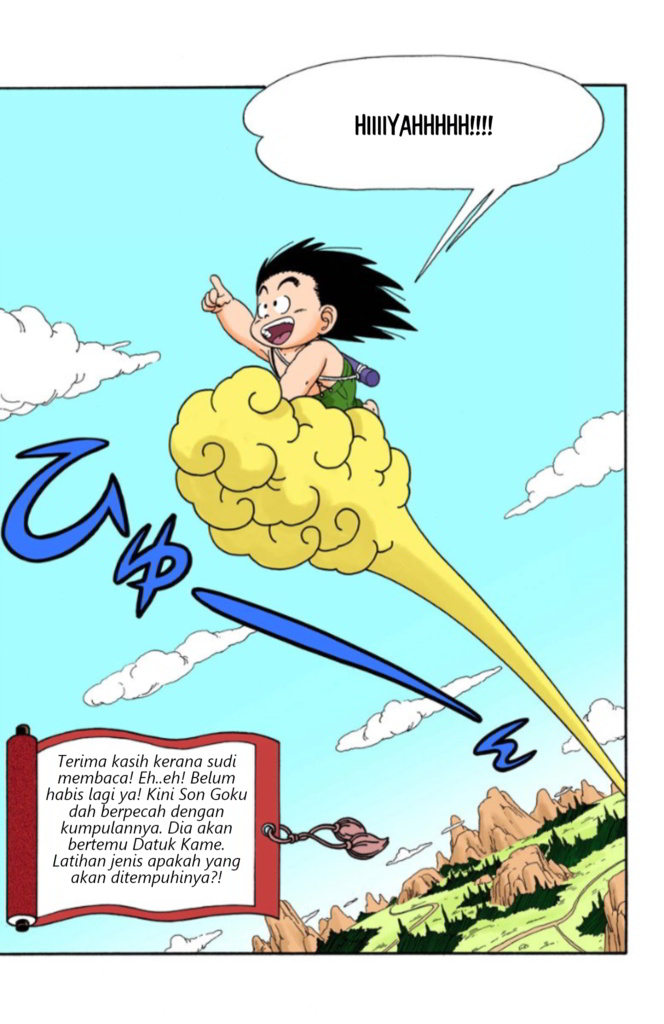 HIIIIYAHHHHH!!!!
ひゅーん
Terima kasih kerana sudi
membaca! Eh..eh! Belum
habis lagi ya! Kini Son Goku
dah berpecah dengan
kumpulannya. Dia akan
bertemu Datuk Kame.
Latihan jenis apakah yang
akan ditempuhinya?!